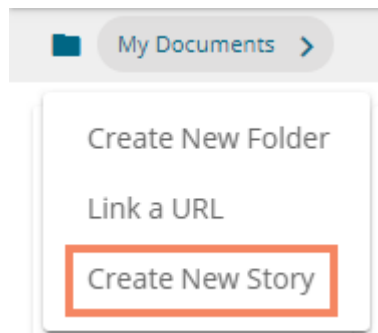 My Documents
Create New Folder
Link a URL
Create New Story